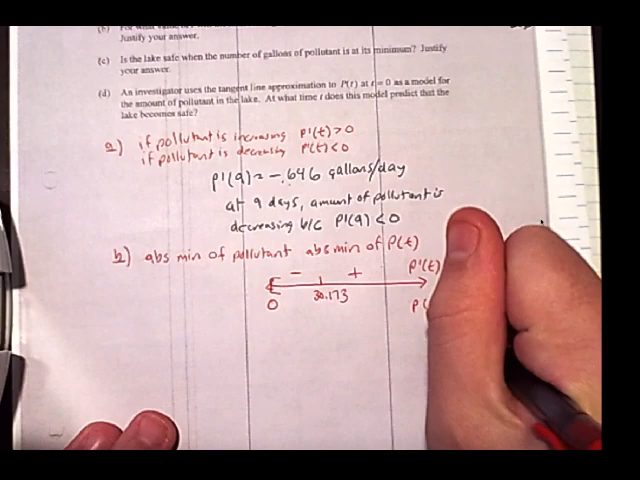 Justify your answer.
(c) Is the lake safe when the number of gallons of pollutant is at its minimum? Justify
your answer.
(d) An investigator uses the tangent line approximation to P(t) at t = 0 as a model for
the amount of pollutant in the lake. At what time t does this model predict that the
lake becomes safe?
a) if pollutant is increasing P'(t) > 0
if pollutant is decreasing P'(t) < 0
P'(9) = -.646 gallons/day
at 9 days, amount of pollutant is
decreasing b/c P'(9) < 0
b) abs min of pollutant abs min of P(t)
- + P'(t)
0 30.173 P(